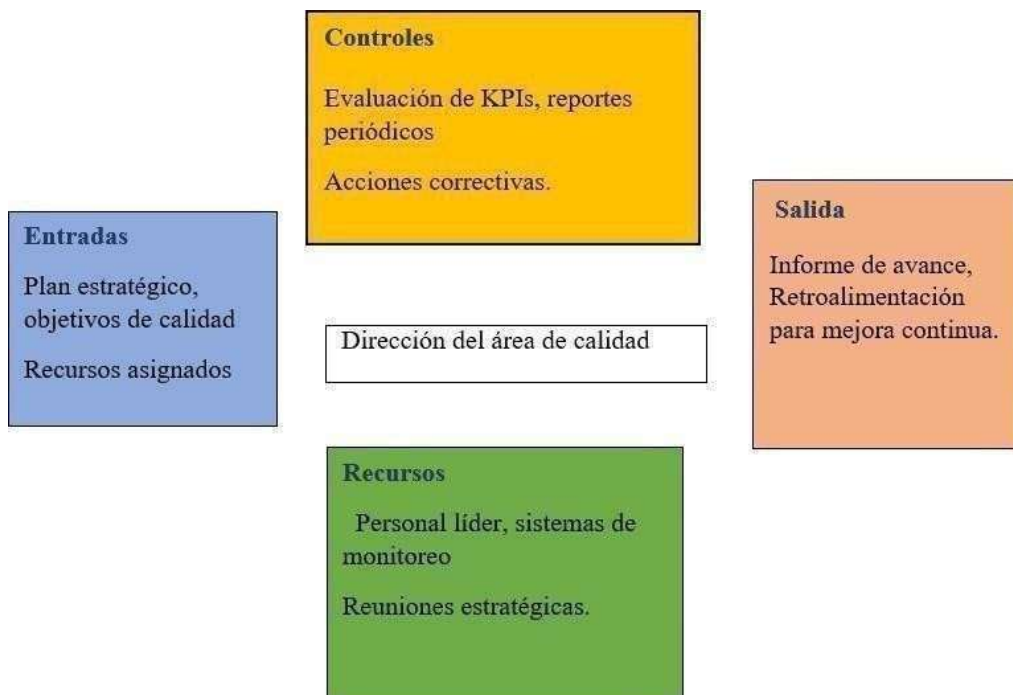 Controles
Evaluación de KPIs, reportes
periódicos
Acciones correctivas.
Entradas
Plan estratégico,
objetivos de calidad
Recursos asignados
Dirección del área de calidad
Salida
Informe de avance,
Retroalimentación
para mejora continua.
Recursos
Personal líder, sistemas de
monitoreo
Reuniones estratégicas.